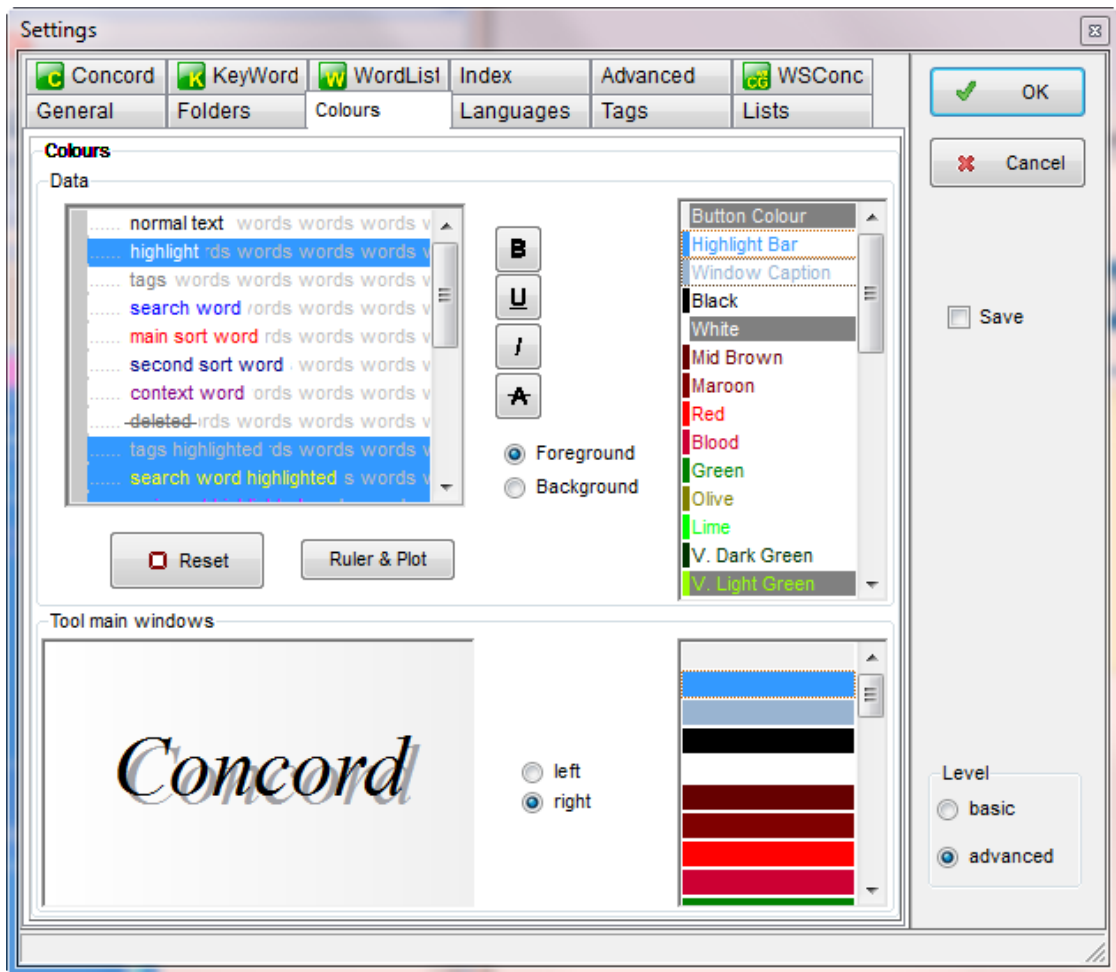 Settings
Concord KeyWord WordList Index Advanced WSConc
General Folders Colours Languages Tags Lists
Colours
Data
...... normal text words words words w
...... highlight rds words words words w
...... tags words words words words w
...... search word words words words w
...... main sort word rds words words w
...... second sort word words words w
...... context word ords words words w
...... deleted rds words words words w
...... tags highlighted ds words words w
...... search word highlighted s words w
B
U
I
A
Foreground
Background
Reset
Ruler & Plot
Button Colour
Highlight Bar
Window Caption
Black
White
Mid Brown
Maroon
Red
Blood
Green
Olive
Lime
V. Dark Green
V. Light Green
Tool main windows
Concord
left
right
OK
Cancel
Save
Level
basic
advanced